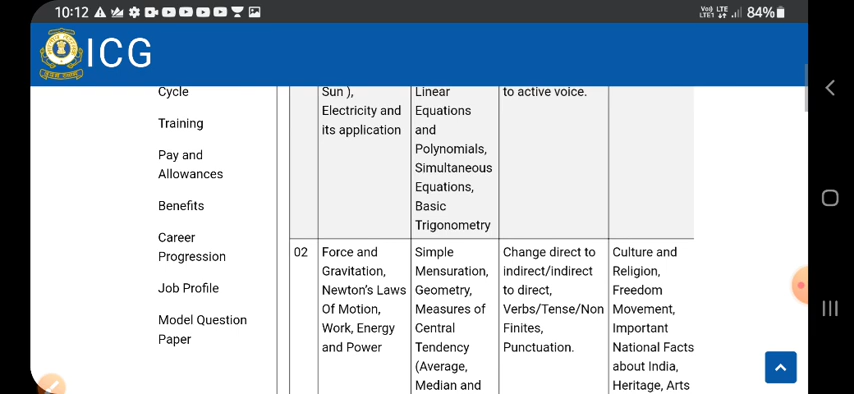 10:12
Vo)) LTE
LTE1
84%
ICG
Cycle
Training
Pay and
Allowances
Benefits
Career
Progression
Job Profile
Model Question
Paper
Sun ),
Electricity and
its application
Linear
Equations
and
Polynomials,
Simultaneous
Equations,
Basic
Trigonometry
to active voice.
02
Force and
Gravitation,
Newton's Laws
Of Motion,
Work, Energy
and Power
Simple
Mensuration,
Geometry,
Measures of
Central
Tendency
(Average,
Median and
Change direct to
indirect/indirect
to direct,
Verbs/Tense/Non
Finites,
Punctuation.
Culture and
Religion,
Freedom
Movement,
Important
National Facts
about India,
Heritage, Arts